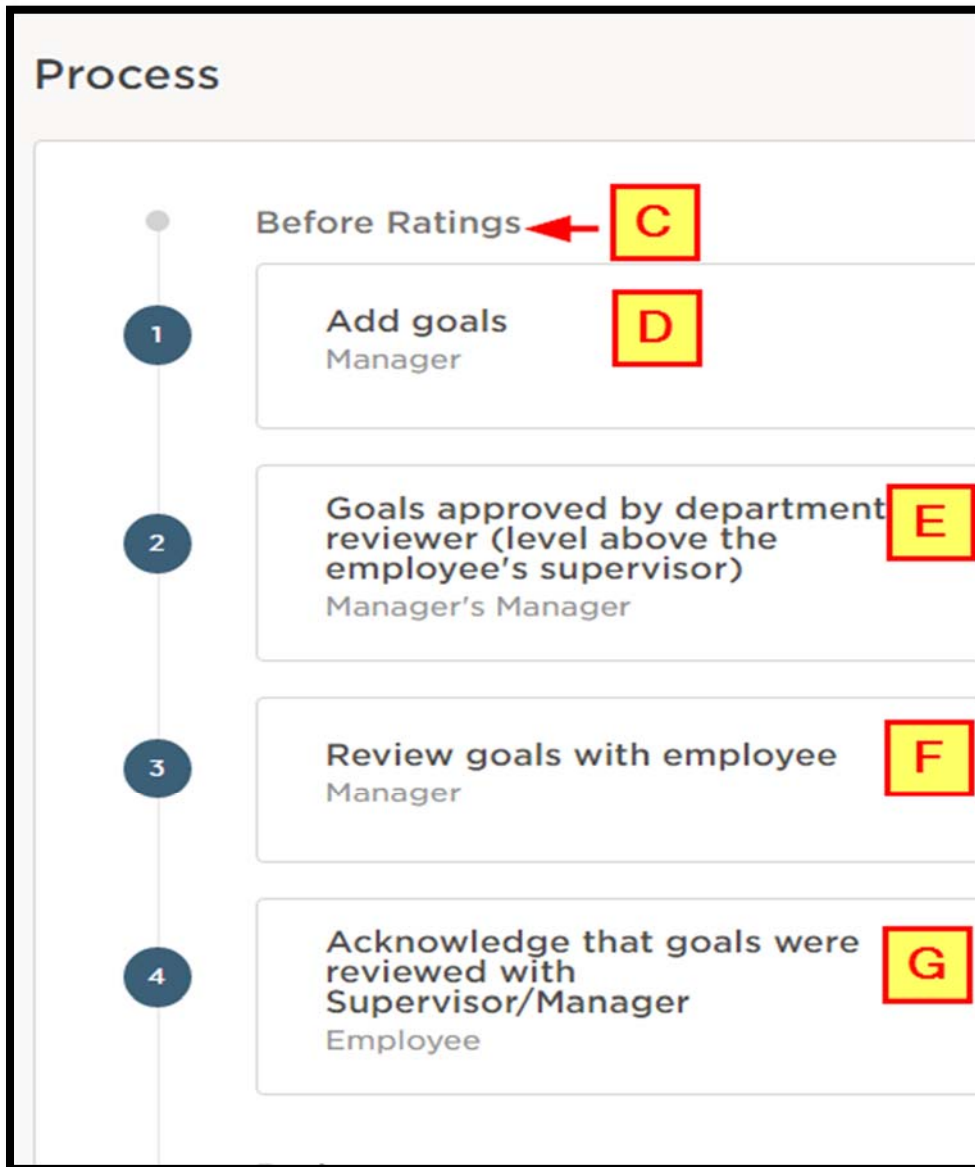 Process
Before Ratings
C
1
Add goals
D
Manager
2
Goals approved by department
reviewer (level above the
employee's supervisor)
E
Manager's Manager
3
Review goals with employee
F
Manager
4
Acknowledge that goals were
reviewed with
Supervisor/Manager
G
Employee